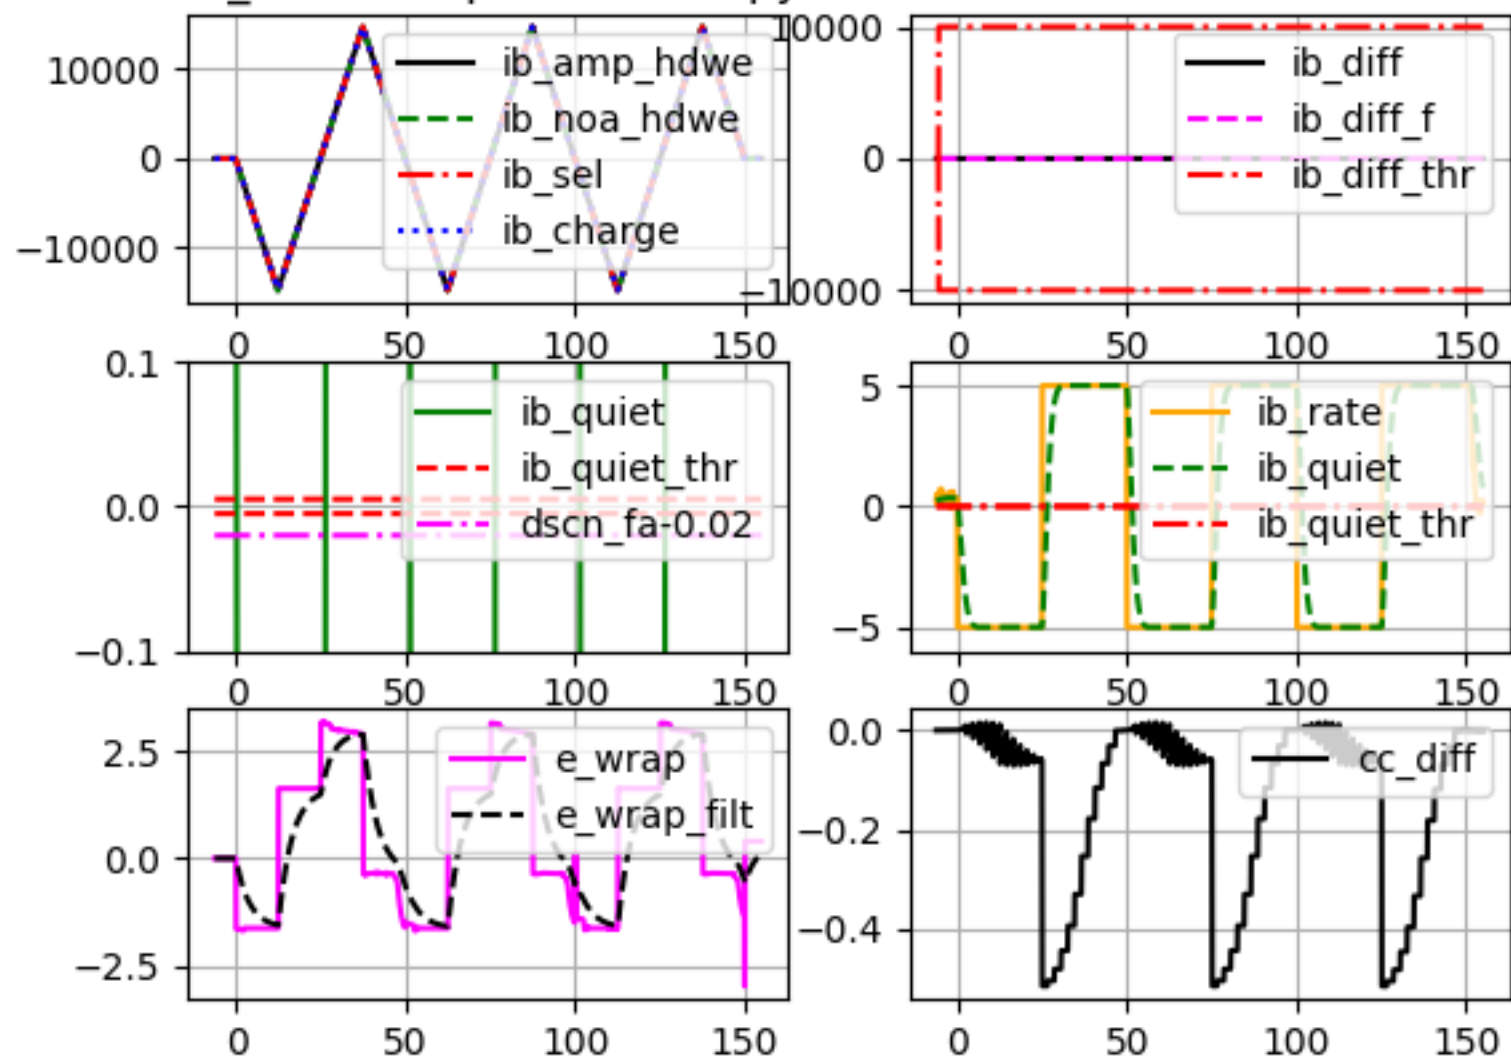 10000
0
−10000
ib_amp_hdwe
ib_noa_hdwe
ib_sel
ib_charge
0 50 100 150
10000
0
−10000
ib_diff
ib_diff_f
ib_diff_thr
0 50 100 150
0.1
0.0
−0.1
ib_quiet
ib_quiet_thr
dscn_fa-0.02
0 50 100 150
5
0
−5
ib_rate
ib_quiet
ib_quiet_thr
0 50 100 150
2.5
0.0
−2.5
e_wrap
e_wrap_filt
0 50 100 150
0.0
−0.2
−0.4
cc_diff
0 50 100 150